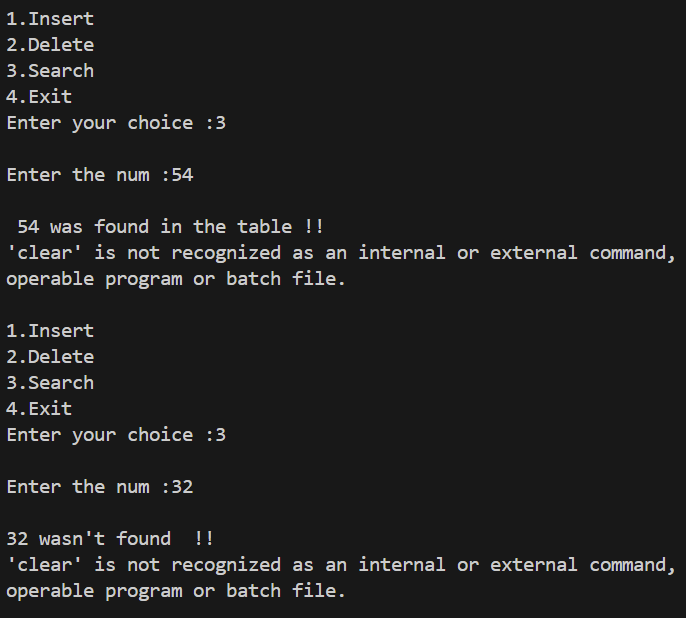 1.Insert
2.Delete
3.Search
4.Exit
Enter your choice :3
Enter the num :54
 54 was found in the table !!
'clear' is not recognized as an internal or external command,
operable program or batch file.
1.Insert
2.Delete
3.Search
4.Exit
Enter your choice :3
Enter the num :32
32 wasn't found  !!
'clear' is not recognized as an internal or external command,
operable program or batch file.